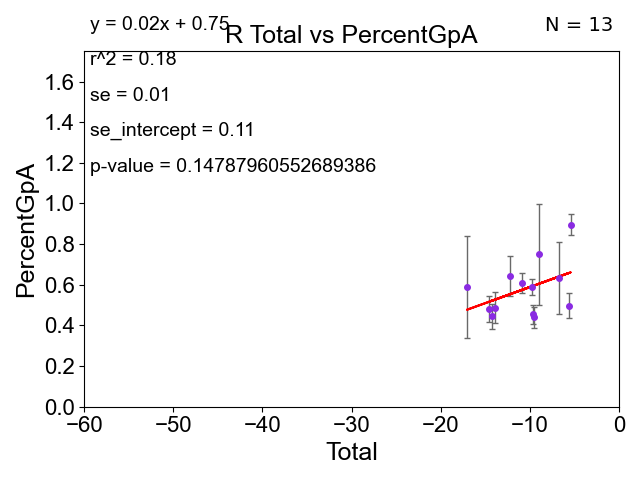 y = 0.02x + 0.75
N = 13
R Total vs PercentGpA
r^2 = 0.18
se = 0.01
se_intercept = 0.11
p-value = 0.14787960552689386
PercentGpA
1.6
1.4
1.2
1.0
0.8
0.6
0.4
0.2
0.0
−60 −50 −40 −30 −20 −10 0
Total